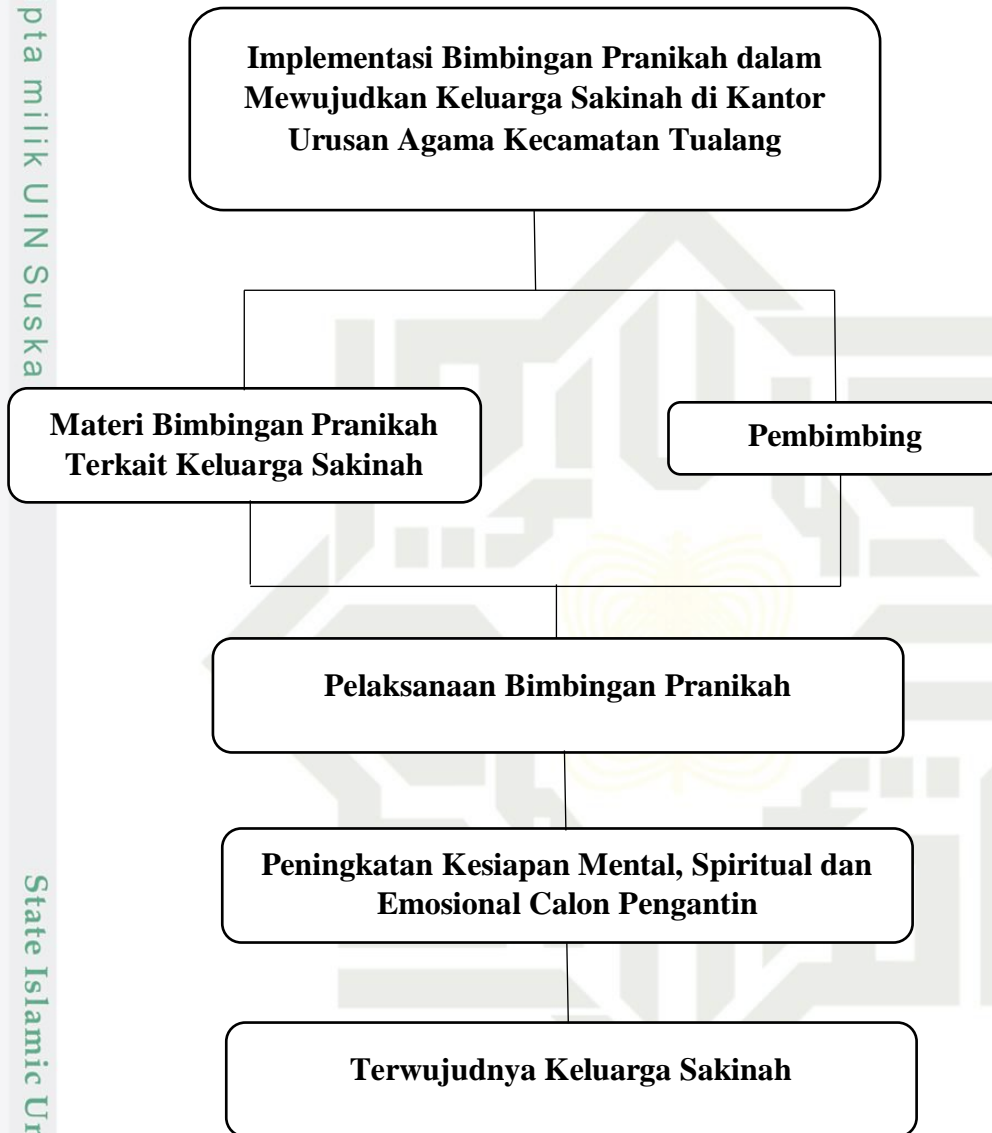 pta milik UIN Suska
Implementasi Bimbingan Pranikah dalam
Mewujudkan Keluarga Sakinah di Kantor
Urusan Agama Kecamatan Tualang
Materi Bimbingan Pranikah
Terkait Keluarga Sakinah
Pembimbing
Pelaksanaan Bimbingan Pranikah
Peningkatan Kesiapan Mental, Spiritual dan
Emosional Calon Pengantin
Terwujudnya Keluarga Sakinah
State Islamic